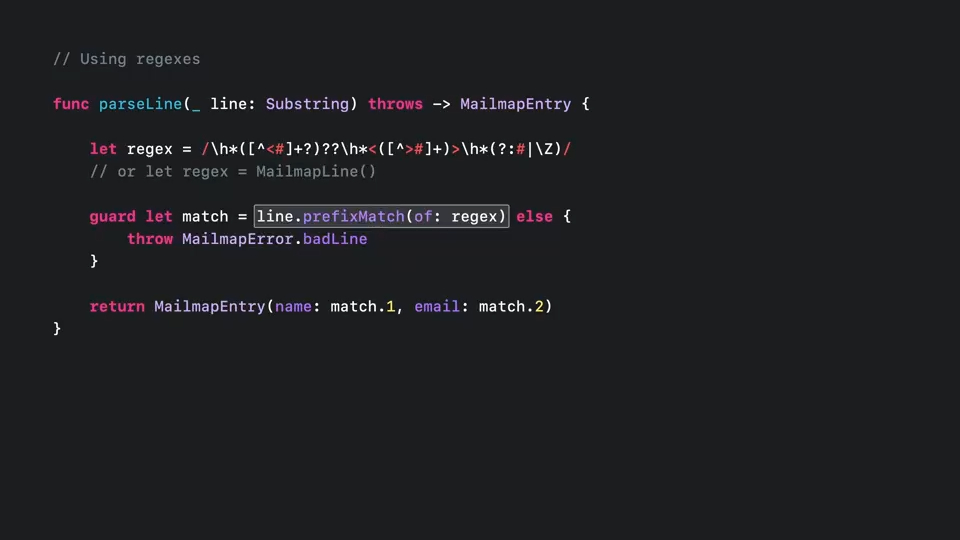 // Using regexes
func parseLine(_ line: Substring) throws -> MailmapEntry {
let regex = /\h*([^<#]+?)??\h*<([^>#]+)>\h*(?:#|\Z)/
// or let regex = MailmapLine()
guard let match = line.prefixMatch(of: regex) else {
throw MailmapError.badLine
}
return MailmapEntry(name: match.1, email: match.2)
}